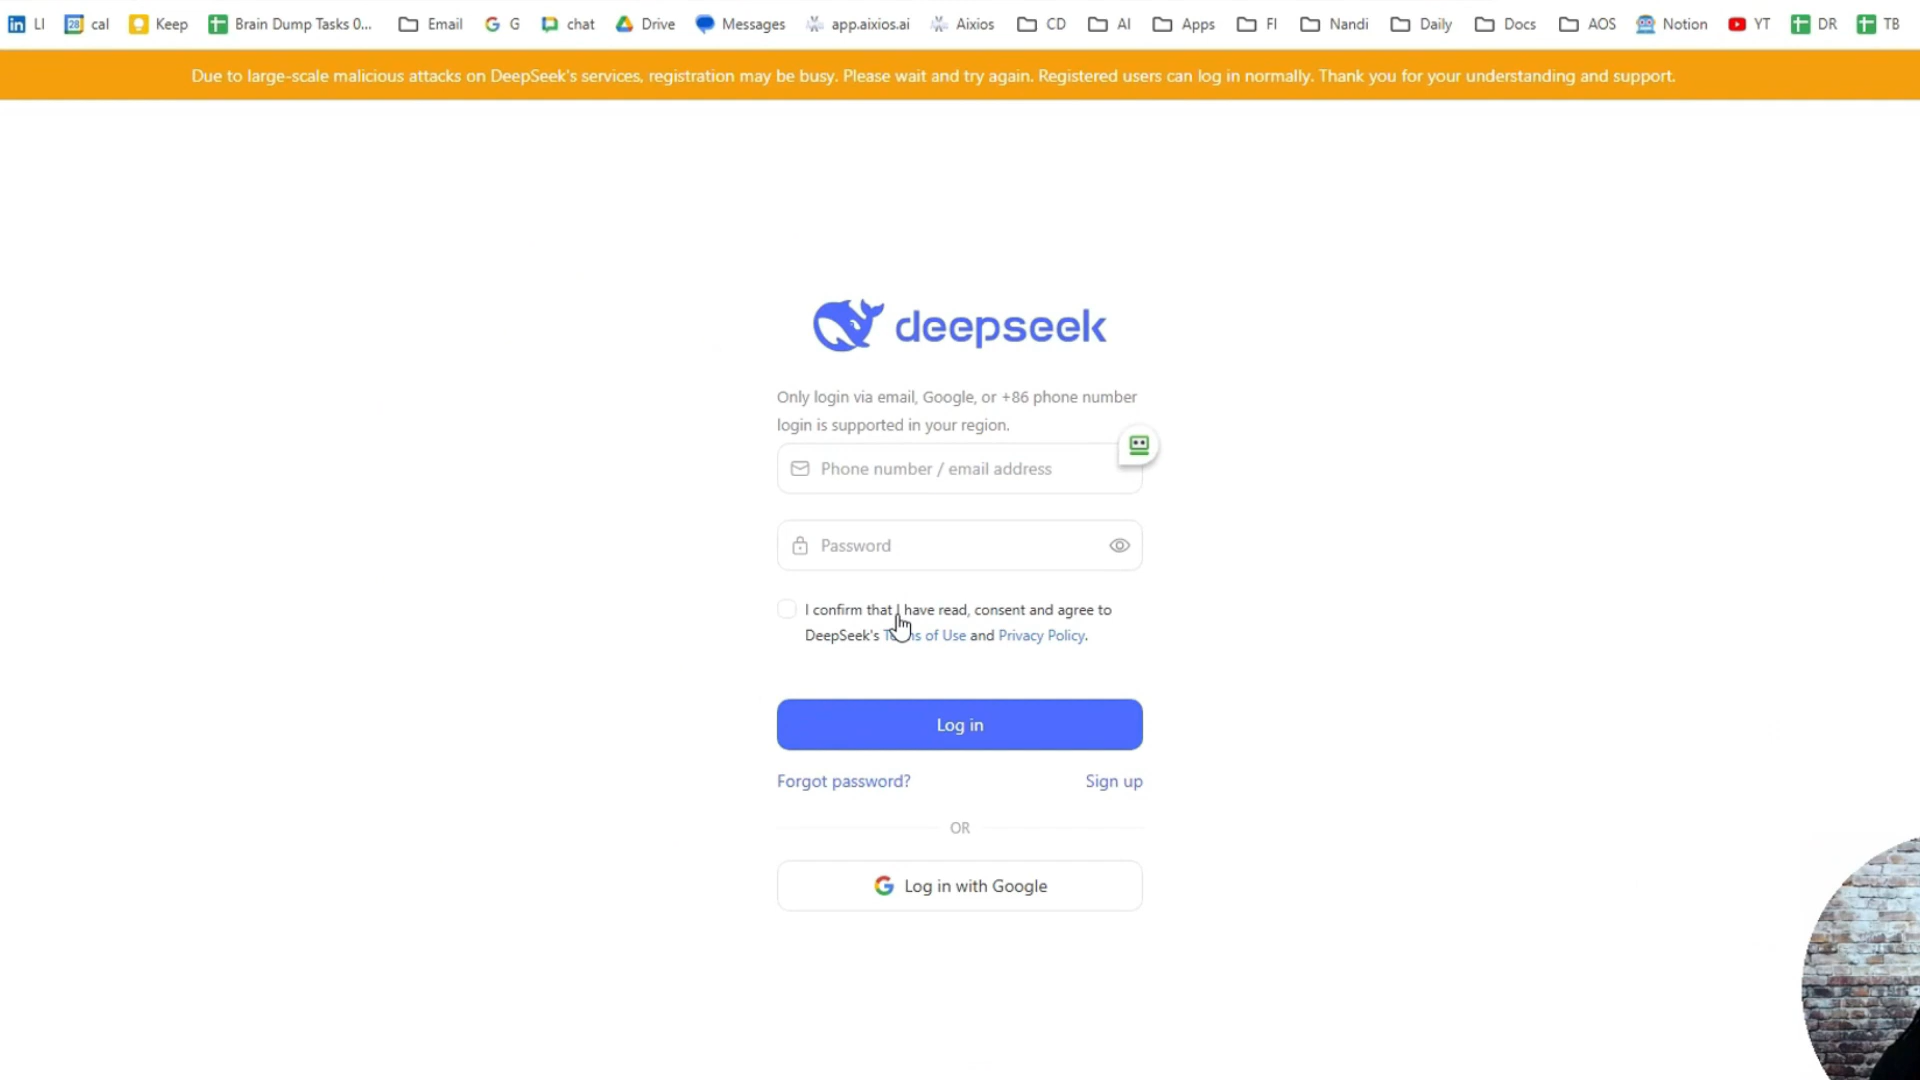 LI cal Keep Brain Dump Tasks 0... Email G chat Drive Messages app.aixios.ai Aixios CD AI Apps FI Nandi Daily Docs AOS Notion YT DR TB
Due to large-scale malicious attacks on DeepSeek's services, registration may be busy. Please wait and try again. Registered users can log in normally. Thank you for your understanding and support.
deepseek
Only login via email, Google, or +86 phone number
login is supported in your region.
Phone number / email address
Password
I confirm that I have read, consent and agree to
DeepSeek's Terms of Use and Privacy Policy.
Log in
Forgot password? Sign up
OR
Log in with Google